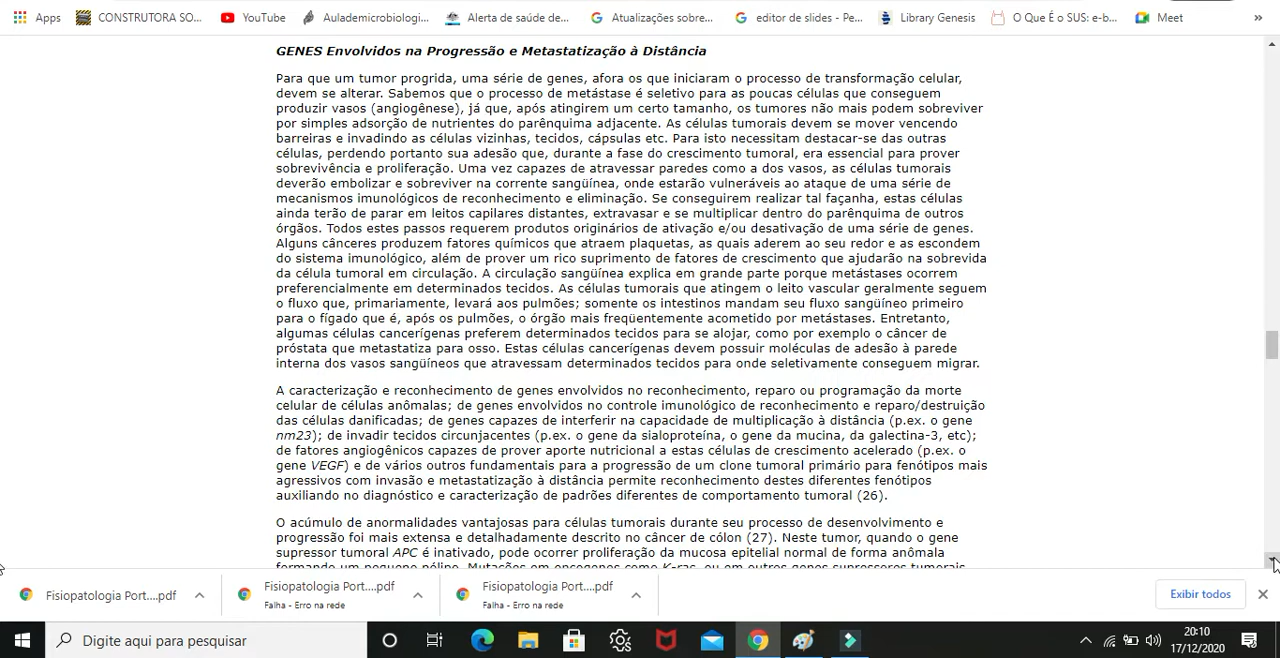 Apps
CONSTRUTORA SO...
YouTube
Aulademicrobiologi...
Alerta de saúde de...
Atualizações sobre...
editor de slides - Pe...
Library Genesis
O Que É o SUS: e-b...
Meet
»
GENES Envolvidos na Progressão e Metastatização à Distância
Para que um tumor progrida, uma série de genes, afora os que iniciaram o processo de transformação celular,
devem se alterar. Sabemos que o processo de metástase é seletivo para as poucas células que conseguem
produzir vasos (angiogênese), já que, após atingirem um certo tamanho, os tumores não mais podem sobreviver
por simples adsorção de nutrientes do parênquima adjacente. As células tumorais devem se mover vencendo
barreiras e invadindo as células vizinhas, tecidos, cápsulas etc. Para isto necessitam destacar-se das outras
células, perdendo portanto sua adesão que, durante a fase do crescimento tumoral, era essencial para prover
sobrevivência e proliferação. Uma vez capazes de atravessar paredes como a dos vasos, as células tumorais
deverão embolizar e sobreviver na corrente sangüínea, onde estarão vulneráveis ao ataque de uma série de
mecanismos imunológicos de reconhecimento e eliminação. Se conseguirem realizar tal façanha, estas células
ainda terão de parar em leitos capilares distantes, extravasar e se multiplicar dentro do parênquima de outros
órgãos. Todos estes passos requerem produtos originários de ativação e/ou desativação de uma série de genes.
Alguns cânceres produzem fatores químicos que atraem plaquetas, as quais aderem ao seu redor e as escondem
do sistema imunológico, além de prover um rico suprimento de fatores de crescimento que ajudarão na sobrevida
da célula tumoral em circulação. A circulação sangüínea explica em grande parte porque metástases ocorrem
preferencialmente em determinados tecidos. As células tumorais que atingem o leito vascular geralmente seguem
o fluxo que, primariamente, levará aos pulmões; somente os intestinos mandam seu fluxo sangüíneo primeiro
para o fígado que é, após os pulmões, o órgão mais freqüentemente acometido por metástases. Entretanto,
algumas células cancerígenas preferem determinados tecidos para se alojar, como por exemplo o câncer de
próstata que metastatiza para osso. Estas células cancerígenas devem possuir moléculas de adesão à parede
interna dos vasos sangüíneos que atravessam determinados tecidos para onde seletivamente conseguem migrar.
A caracterização e reconhecimento de genes envolvidos no reconhecimento, reparo ou programação da morte
celular de células anômalas; de genes envolvidos no controle imunológico de reconhecimento e reparo/destruição
das células danificadas; de genes capazes de interferir na capacidade de multiplicação à distância (p.ex. o gene
nm23); de invadir tecidos circunjacentes (p.ex. o gene da sialoproteína, o gene da mucina, da galectina-3, etc);
de fatores angiogênicos capazes de prover aporte nutricional a estas células de crescimento acelerado (p.ex. o
gene VEGF) e de vários outros fundamentais para a progressão de um clone tumoral primário para fenótipos mais
agressivos com invasão e metastatização à distância permite reconhecimento destes diferentes fenótipos
auxiliando no diagnóstico e caracterização de padrões diferentes de comportamento tumoral (26).
O acúmulo de anormalidades vantajosas para células tumorais durante seu processo de desenvolvimento e
progressão foi mais extensa e detalhadamente descrito no câncer de cólon (27). Neste tumor, quando o gene
supressor tumoral APC é inativado, pode ocorrer proliferação da mucosa epitelial normal de forma anômala
formando um pequeno pólipo. Mutações em oncogenes como K-ras, ou em outros genes supressores tumorais
Fisiopatologia Port....pdf
Fisiopatologia Port....pdf
Falha - Erro na rede
Fisiopatologia Port....pdf
Falha - Erro na rede
Exibir todos
Digite aqui para pesquisar
20:10
17/12/2020